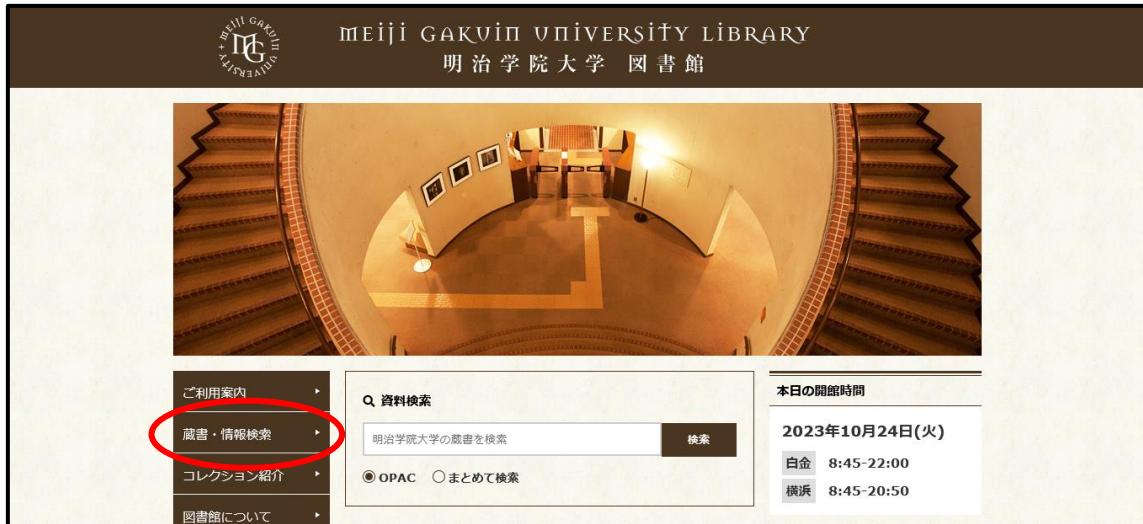 MEIJI GAKUIN UNIVERSITY
MG
MEIJI GAKUIN UNIVERSITY LIBRARY
明治学院大学 図書館
ご利用案内
蔵書・情報検索
コレクション紹介
図書館について
資料検索
明治学院大学の蔵書を検索
検索
OPAC まとめて検索
本日の開館時間
2023年10月24日(火)
白金 8:45-22:00
横浜 8:45-20:50